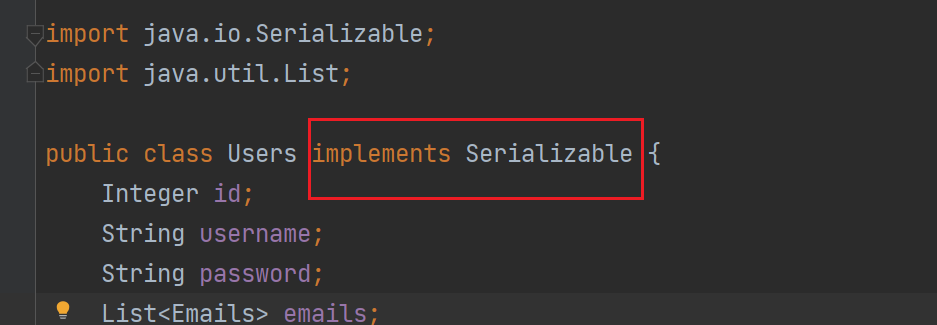 import java.io.Serializable;
import java.util.List;
public class Users implements Serializable {
Integer id;
String username;
String password;
List<Emails> emails;